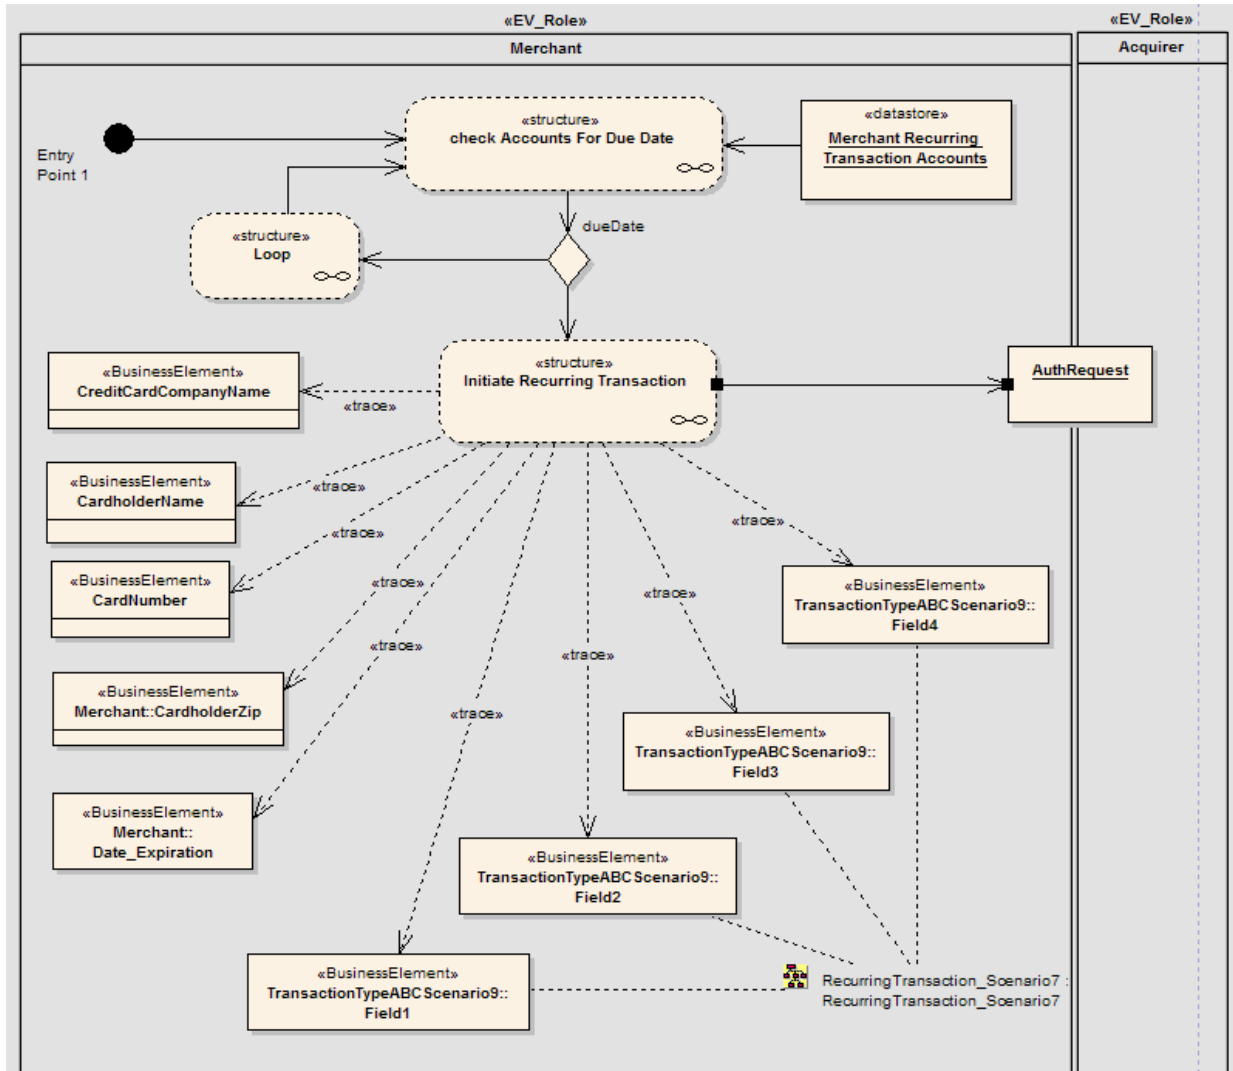 «EV_Role»
«EV_Role»
Merchant
Acquirer
«structure»
check Accounts For Due Date
«datastore»
Merchant Recurring
Transaction Accounts
Entry
Point 1
dueDate
«structure»
Loop
«structure»
Initiate Recurring Transaction
AuthRequest
«BusinessElement»
CreditCardCompanyName
«trace»
«BusinessElement»
CardholderName
«trace»
«trace»
«trace»
«BusinessElement»
CardNumber
«trace»
«trace»
«BusinessElement»
TransactionTypeABCScenario9::
Field4
«trace»
«trace»
«BusinessElement»
Merchant::CardholderZip
«trace»
«BusinessElement»
TransactionTypeABCScenario9::
Field3
«BusinessElement»
Merchant::
Date_Expiration
«BusinessElement»
TransactionTypeABCScenario9::
Field2
«BusinessElement»
TransactionTypeABCScenario9::
Field1
RecurringTransaction_Scenario7 :
RecurringTransaction_Scenario7